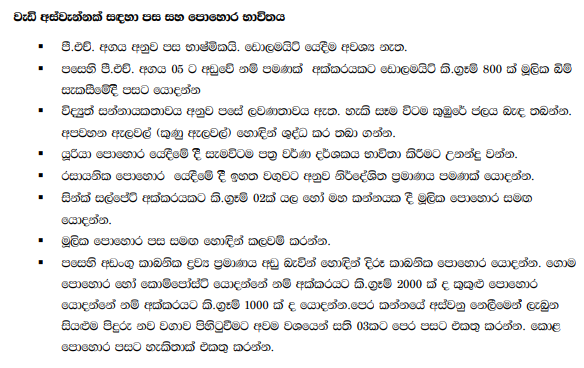 වැඩි අස්වැන්නක් සඳහා පස සහ පොහොර භාවිතය
▪ පී.එච්. අගය අනුව පස භාෂ්මිකයි. ඩොලමයිට් යෙදීම අවශ්‍ය නැත.
▪ පසෙහි පී.එච්. අගය 05 ට අඩුවේ නම් පමණක් අක්කරයකට ඩොලමයිට් කි.ග්‍රෑම් 800 ක් මූලික බිම්
සැකසීමේදී පසට යොදන්න
▪ විද්‍යුත් සන්නායකතාවය අනුව පසේ ලවණතාවය ඇත. හැකි සෑම විටම කුඹුරේ ජලය බැඳ තබන්න.
අපවහන ඇලවල් (කුණු ඇලවල්) හොඳින් ශුද්ධ කර තබා ගන්න.
▪ යූරියා පොහොර යෙදීමේ දී සැමවිටම පත්‍ර වර්ණ දර්ශකය භාවිතා කිරීමට උනන්දු වන්න.
▪ රසායනික පොහොර යෙදීමේ දී ඉහත වගුවට අනුව නිර්දේශිත ප්‍රමාණය පමණක් යොදන්න.
▪ සින්ක් සල්පේට් අක්කරයකට කි.ග්‍රෑම් 02ක් යල හෝ මහ කන්නයක දී මූලික පොහොර සමඟ
යොදන්න.
▪ මූලික පොහොර පස සමඟ හොඳින් කලවම් කරන්න.
▪ පසෙහි අඩංගු කාබනික ද්‍රව්‍ය ප්‍රමාණය අඩු බැවින් හොඳින් දිරූ කාබනික පොහොර යොදන්න. ගොම
පොහොර හෝ කොම්පෝස්ට් යොදන්නේ නම් අක්කරයට කි.ග්‍රෑම් 2000 ක් ද කුකුළු පොහොර
යොදන්නේ නම් අක්කරයට කි.ග්‍රෑම් 1000 ක් ද යොදන්න.පෙර කන්නයේ අස්වනු නෙළීමෙන් ලැබුන
සියළුම පිදුරු නව වගාව පිහිටුවීමට අවම වශයෙන් සති 03කට පෙර පසට එකතු කරන්න. කොළ
පොහොර පසට හැකිතාක් එකතු කරන්න.